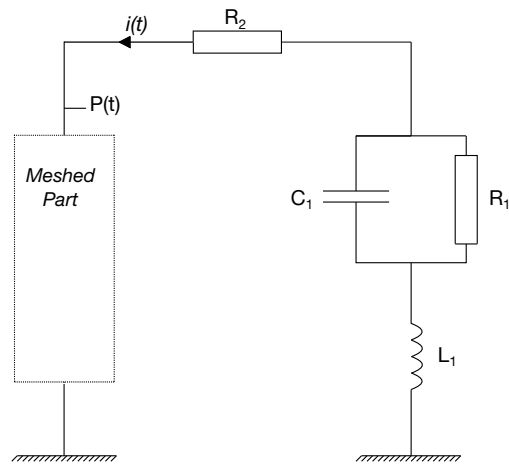 i(t)
R₂
P(t)
Meshed
Part
C₁
R₁
L₁